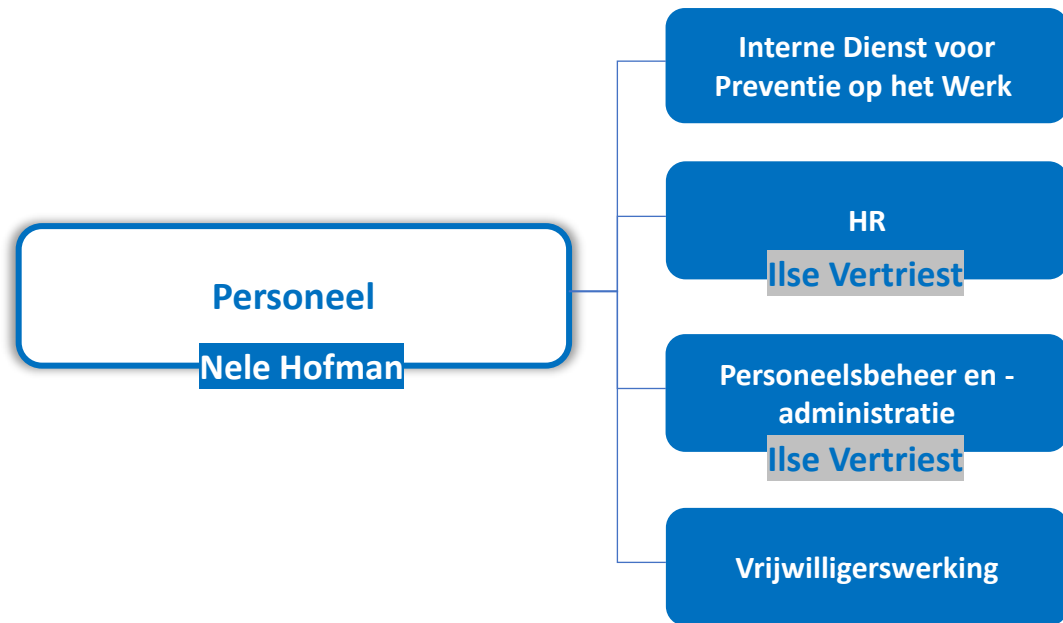 Interne Dienst voor
Preventie op het Werk
HR
Ilse Vertriest
Personeel
Nele Hofman
Personeelsbeheer en -
administratie
Ilse Vertriest
Vrijwilligerswerking